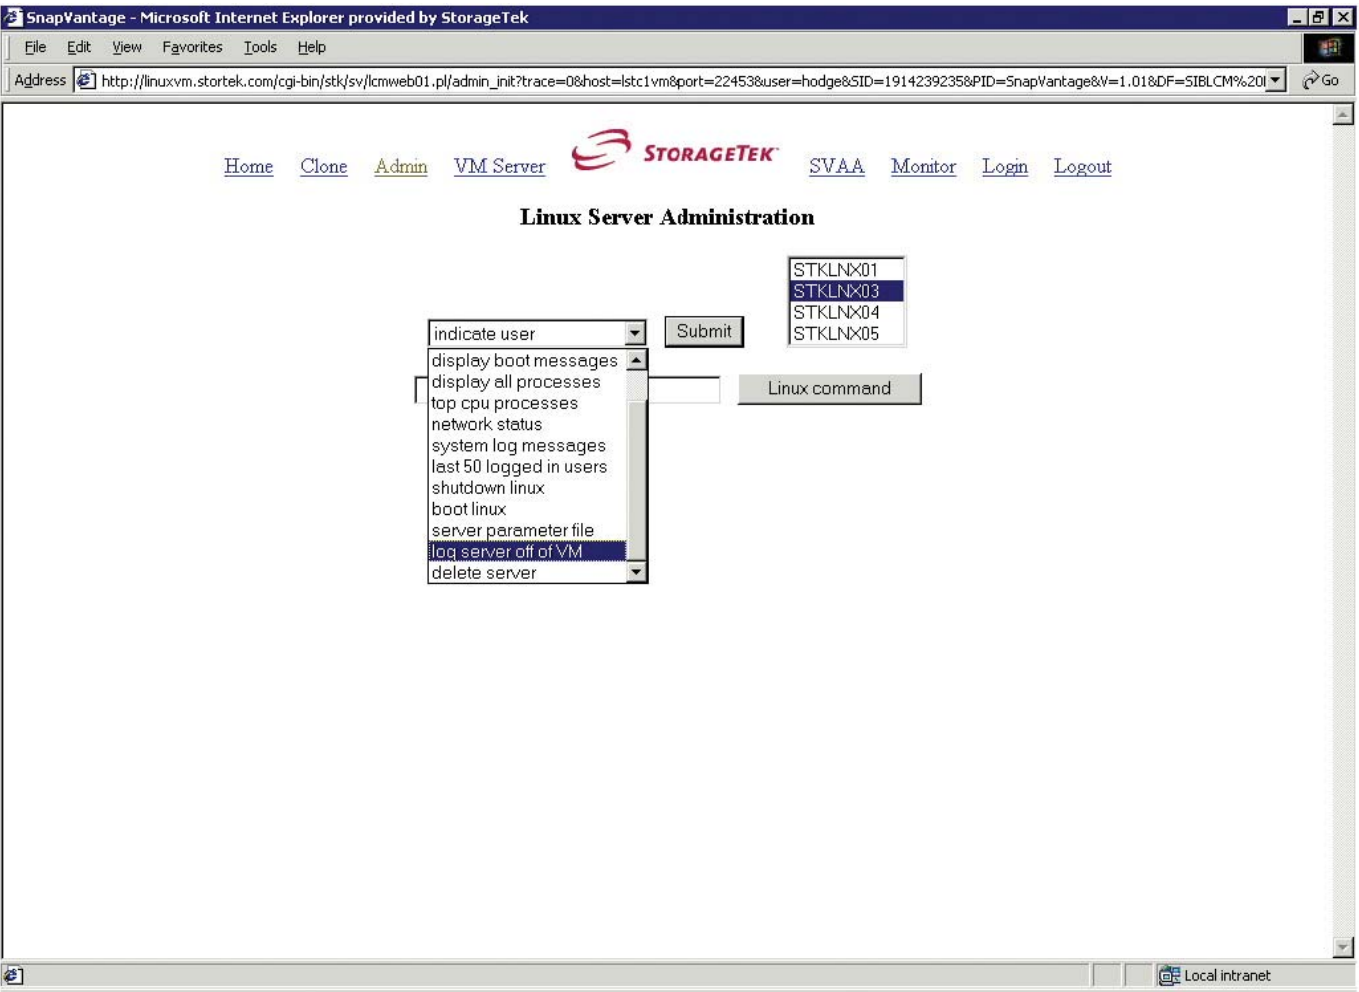 SnapVantage - Microsoft Internet Explorer provided by StorageTek
File Edit View Favorites Tools Help
Address http://linuxvm.stortek.com/cgi-bin/stk/sv/lcmweb01.pl/admin_init?trace=0&host=lstc1vm&port=22453&user=hodge&SID=1914239235&PID=SnapVantage&V=1.01&DF=SIBLCM%20 Go
Home Clone Admin VM Server STORAGETEK SVAA Monitor Login Logout
Linux Server Administration
STKLNX01
STKLNX03
STKLNX04
STKLNX05
indicate user Submit
display boot messages
display all processes
top cpu processes
network status
system log messages
last 50 logged in users
shutdown linux
boot linux
server parameter file
log server off of VM
delete server
Linux command
Local intranet